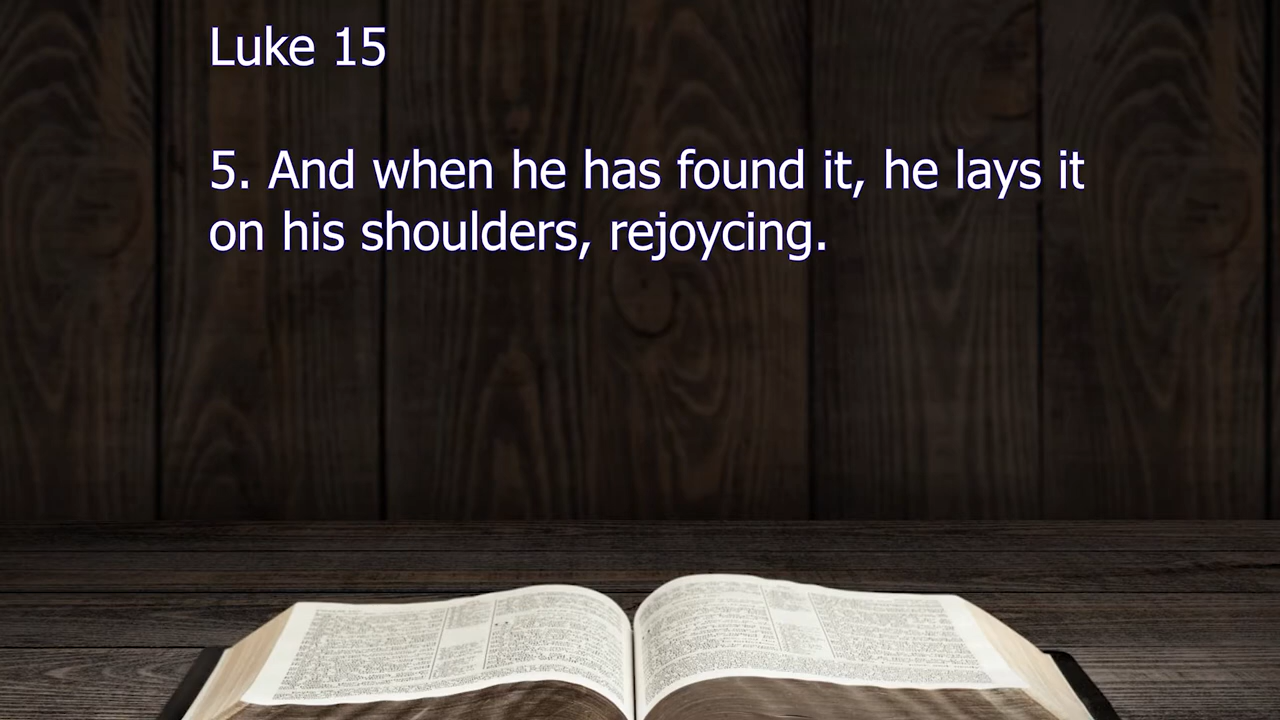 Luke 15
5. And when he has found it, he lays it
on his shoulders, rejoycing.